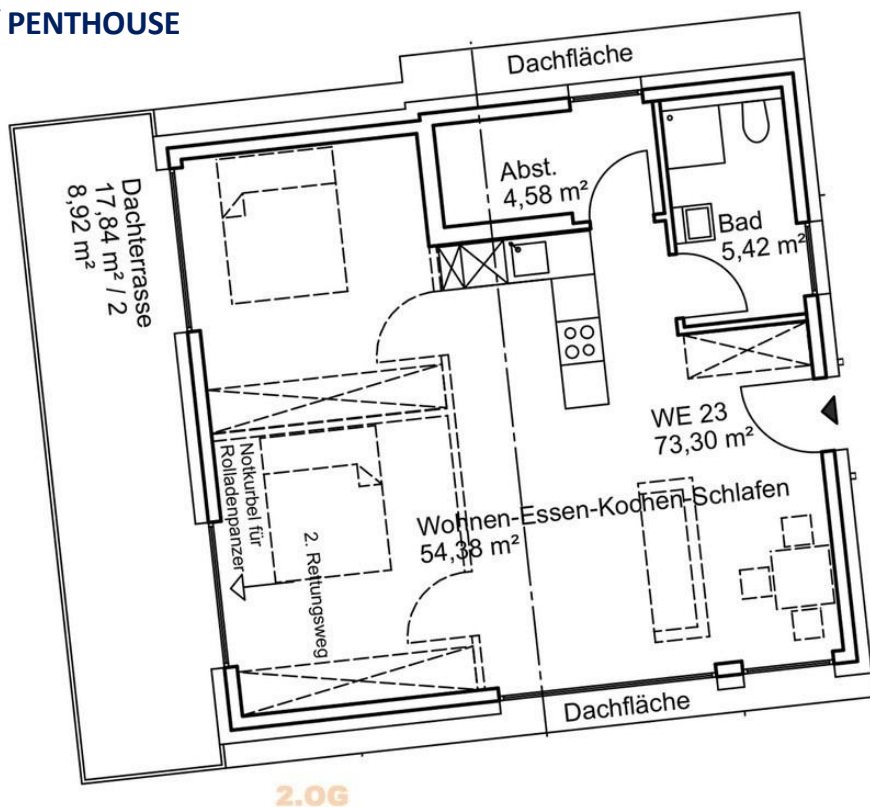 PENTHOUSE
Dachfläche
Abst.
4,58 m²
Bad
5,42 m²
Dachterrasse
17,84 m² / 2
8,92 m²
WE 23
73,30 m²
Wohnen-Essen-Kochen-Schlafen
54,38 m²
Notkurbel für
Rolladenpanzer
2. Rettungsweg
Dachfläche
2.OG